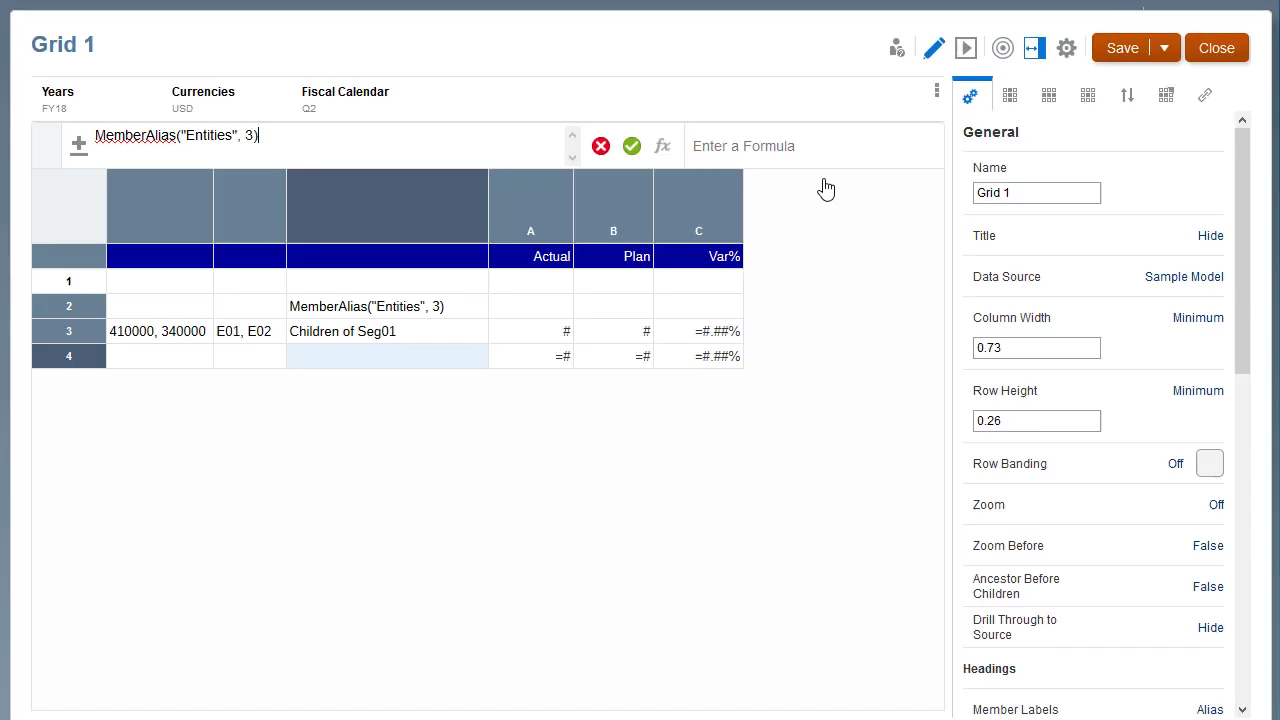 Grid 1
Save
Close
Years
FY18
Currencies
USD
Fiscal Calendar
Q2
MemberAlias("Entities", 3)
fx
Enter a Formula
A B C
Actual Plan Var%
1
2 MemberAlias("Entities", 3)
3 410000, 340000 E01, E02 Children of Seg01 # # =#.##%
4 =# =# =#.##%
General
Name
Grid 1
Title Hide
Data Source Sample Model
Column Width Minimum
0.73
Row Height Minimum
0.26
Row Banding Off
Zoom Off
Zoom Before False
Ancestor Before
Children False
Drill Through to
Source Hide
Headings
Member Labels Alias